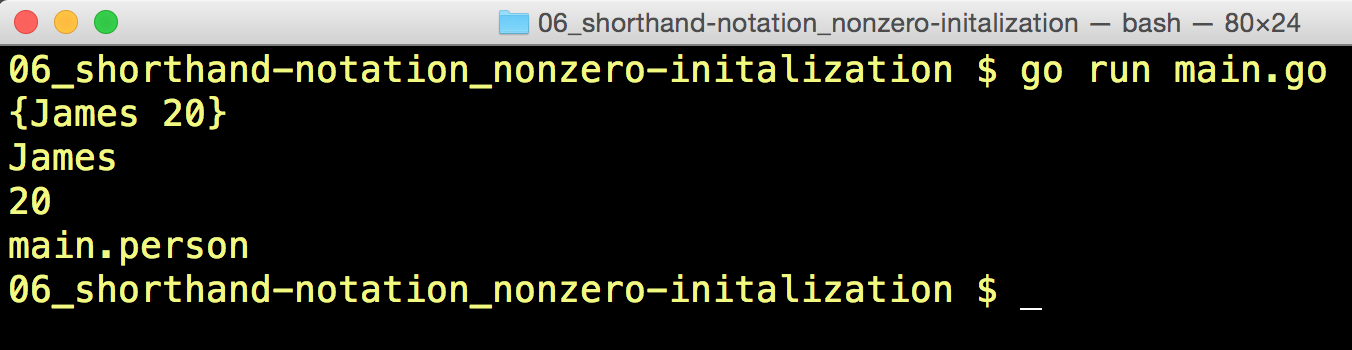 06_shorthand-notation_nonzero-initalization — bash — 80×24
06_shorthand-notation_nonzero-initalization $ go run main.go
{James 20}
James
20
main.person
06_shorthand-notation_nonzero-initalization $ _